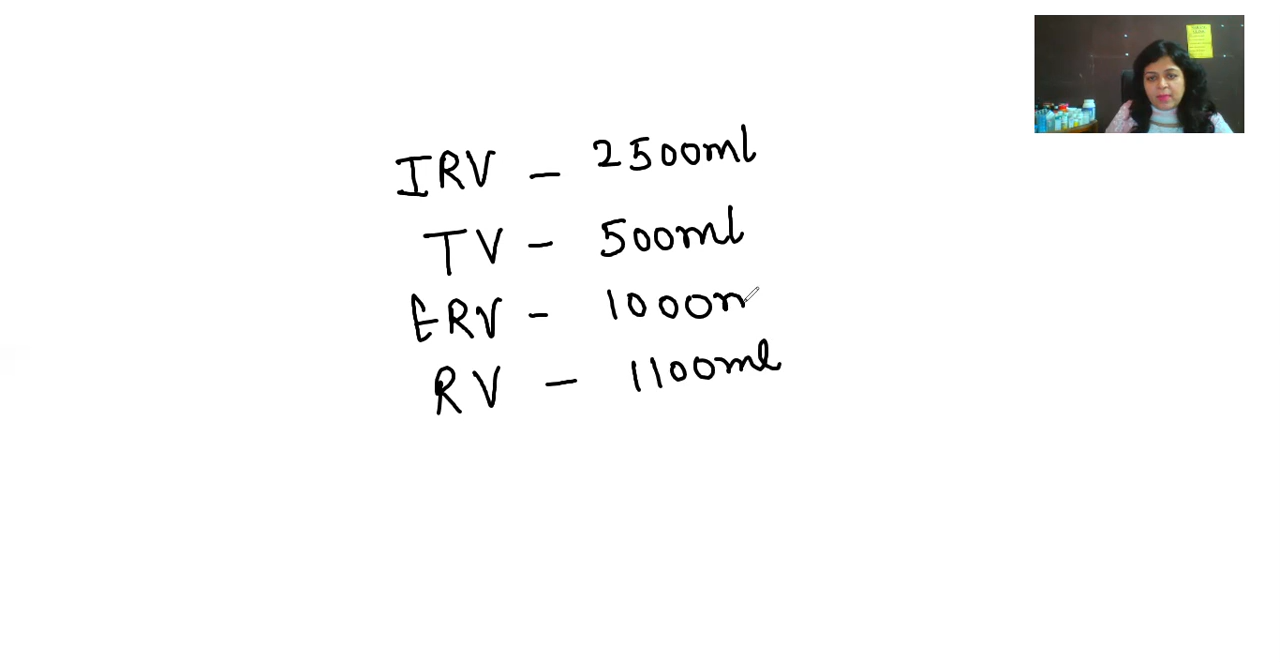 IRV - 2500ml
TV - 500ml
ERV - 1000m
RV - 1100ml